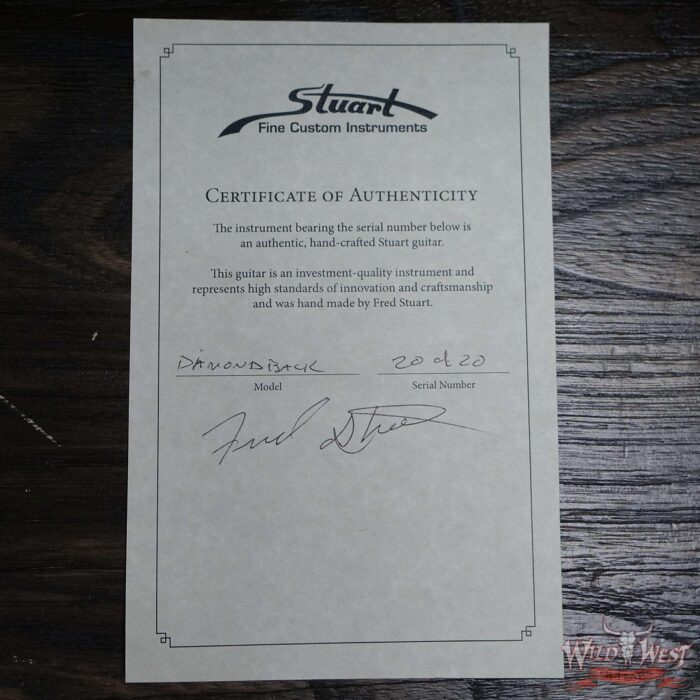 Stuart
Fine Custom Instruments
CERTIFICATE OF AUTHENTICITY
The instrument bearing the serial number below is
an authentic, hand-crafted Stuart guitar.
This guitar is an investment-quality instrument and
represents high standards of innovation and craftsmanship
and was hand made by Fred Stuart.
DIAMONDBACK 20 of 20
Model Serial Number
Fred Stuart
WILD WEST
GUITARS